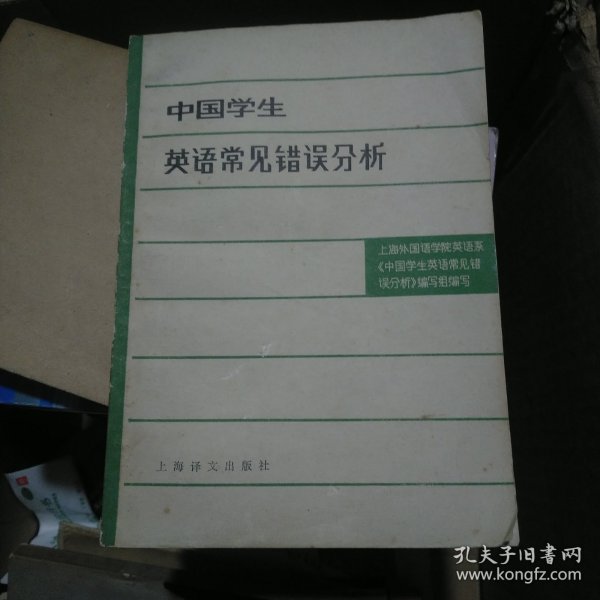 中国学生
英语常见错误分析
上海外国语学院英语系
《中国学生英语常见错
误分析》编写组编写
上海译文出版社
孔夫子旧书网
www.kongfz.com